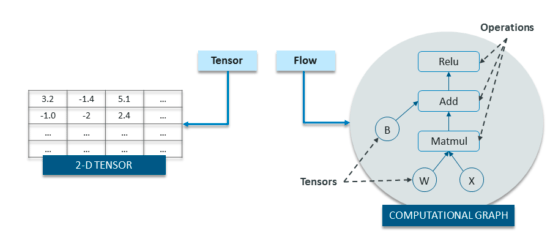 Operations
Tensor
Flow
Relu
3.2 -1.4 5.1 ...
-1.0 -2 2.4 ...
... ... ... ...
... ... ... ...
2-D TENSOR
Add
B
Matmul
Tensors
W
X
COMPUTATIONAL GRAPH